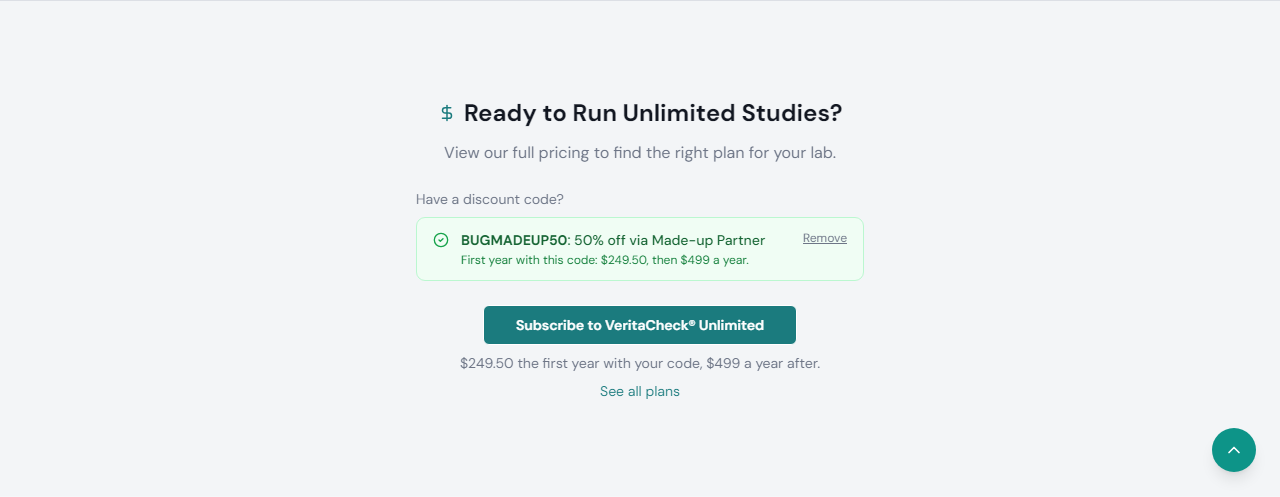 $ Ready to Run Unlimited Studies?
View our full pricing to find the right plan for your lab.
Have a discount code?
BUGMADEUP50: 50% off via Made-up Partner
Remove
First year with this code: $249.50, then $499 a year.
Subscribe to VeritaCheck® Unlimited
$249.50 the first year with your code, $499 a year after.
See all plans